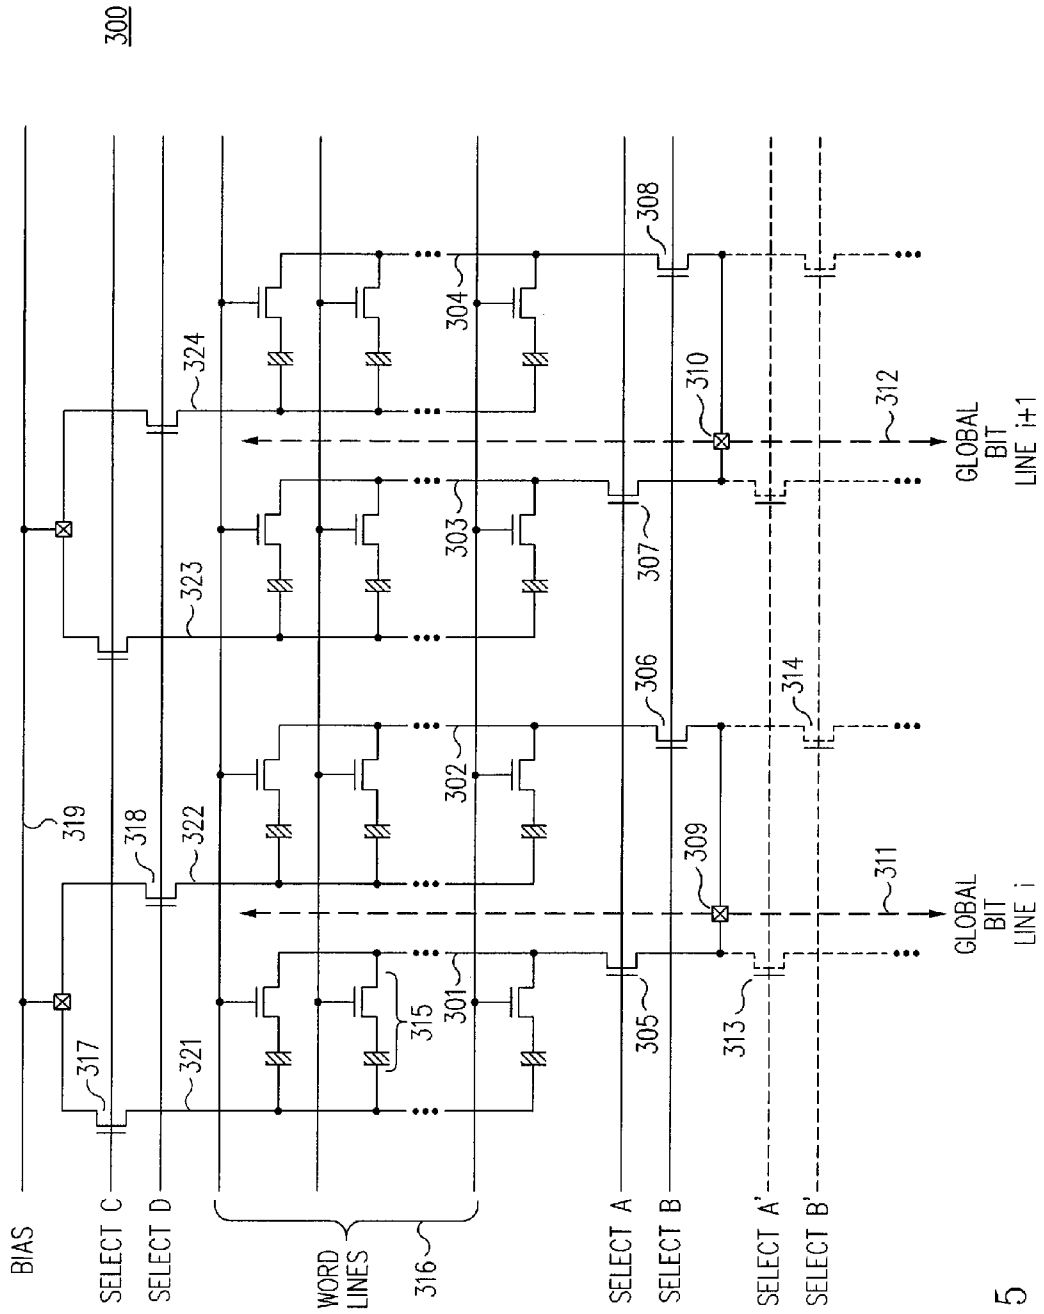 300
BIAS
319
SELECT C
317
SELECT D
318
321
322
323
324
WORD
LINES
316
315
301
302
303
304
SELECT A
305
307
SELECT B
306
308
309
310
SELECT A'
313
SELECT B'
314
311
312
GLOBAL
BIT
LINE i
GLOBAL
BIT
LINE i+1
5